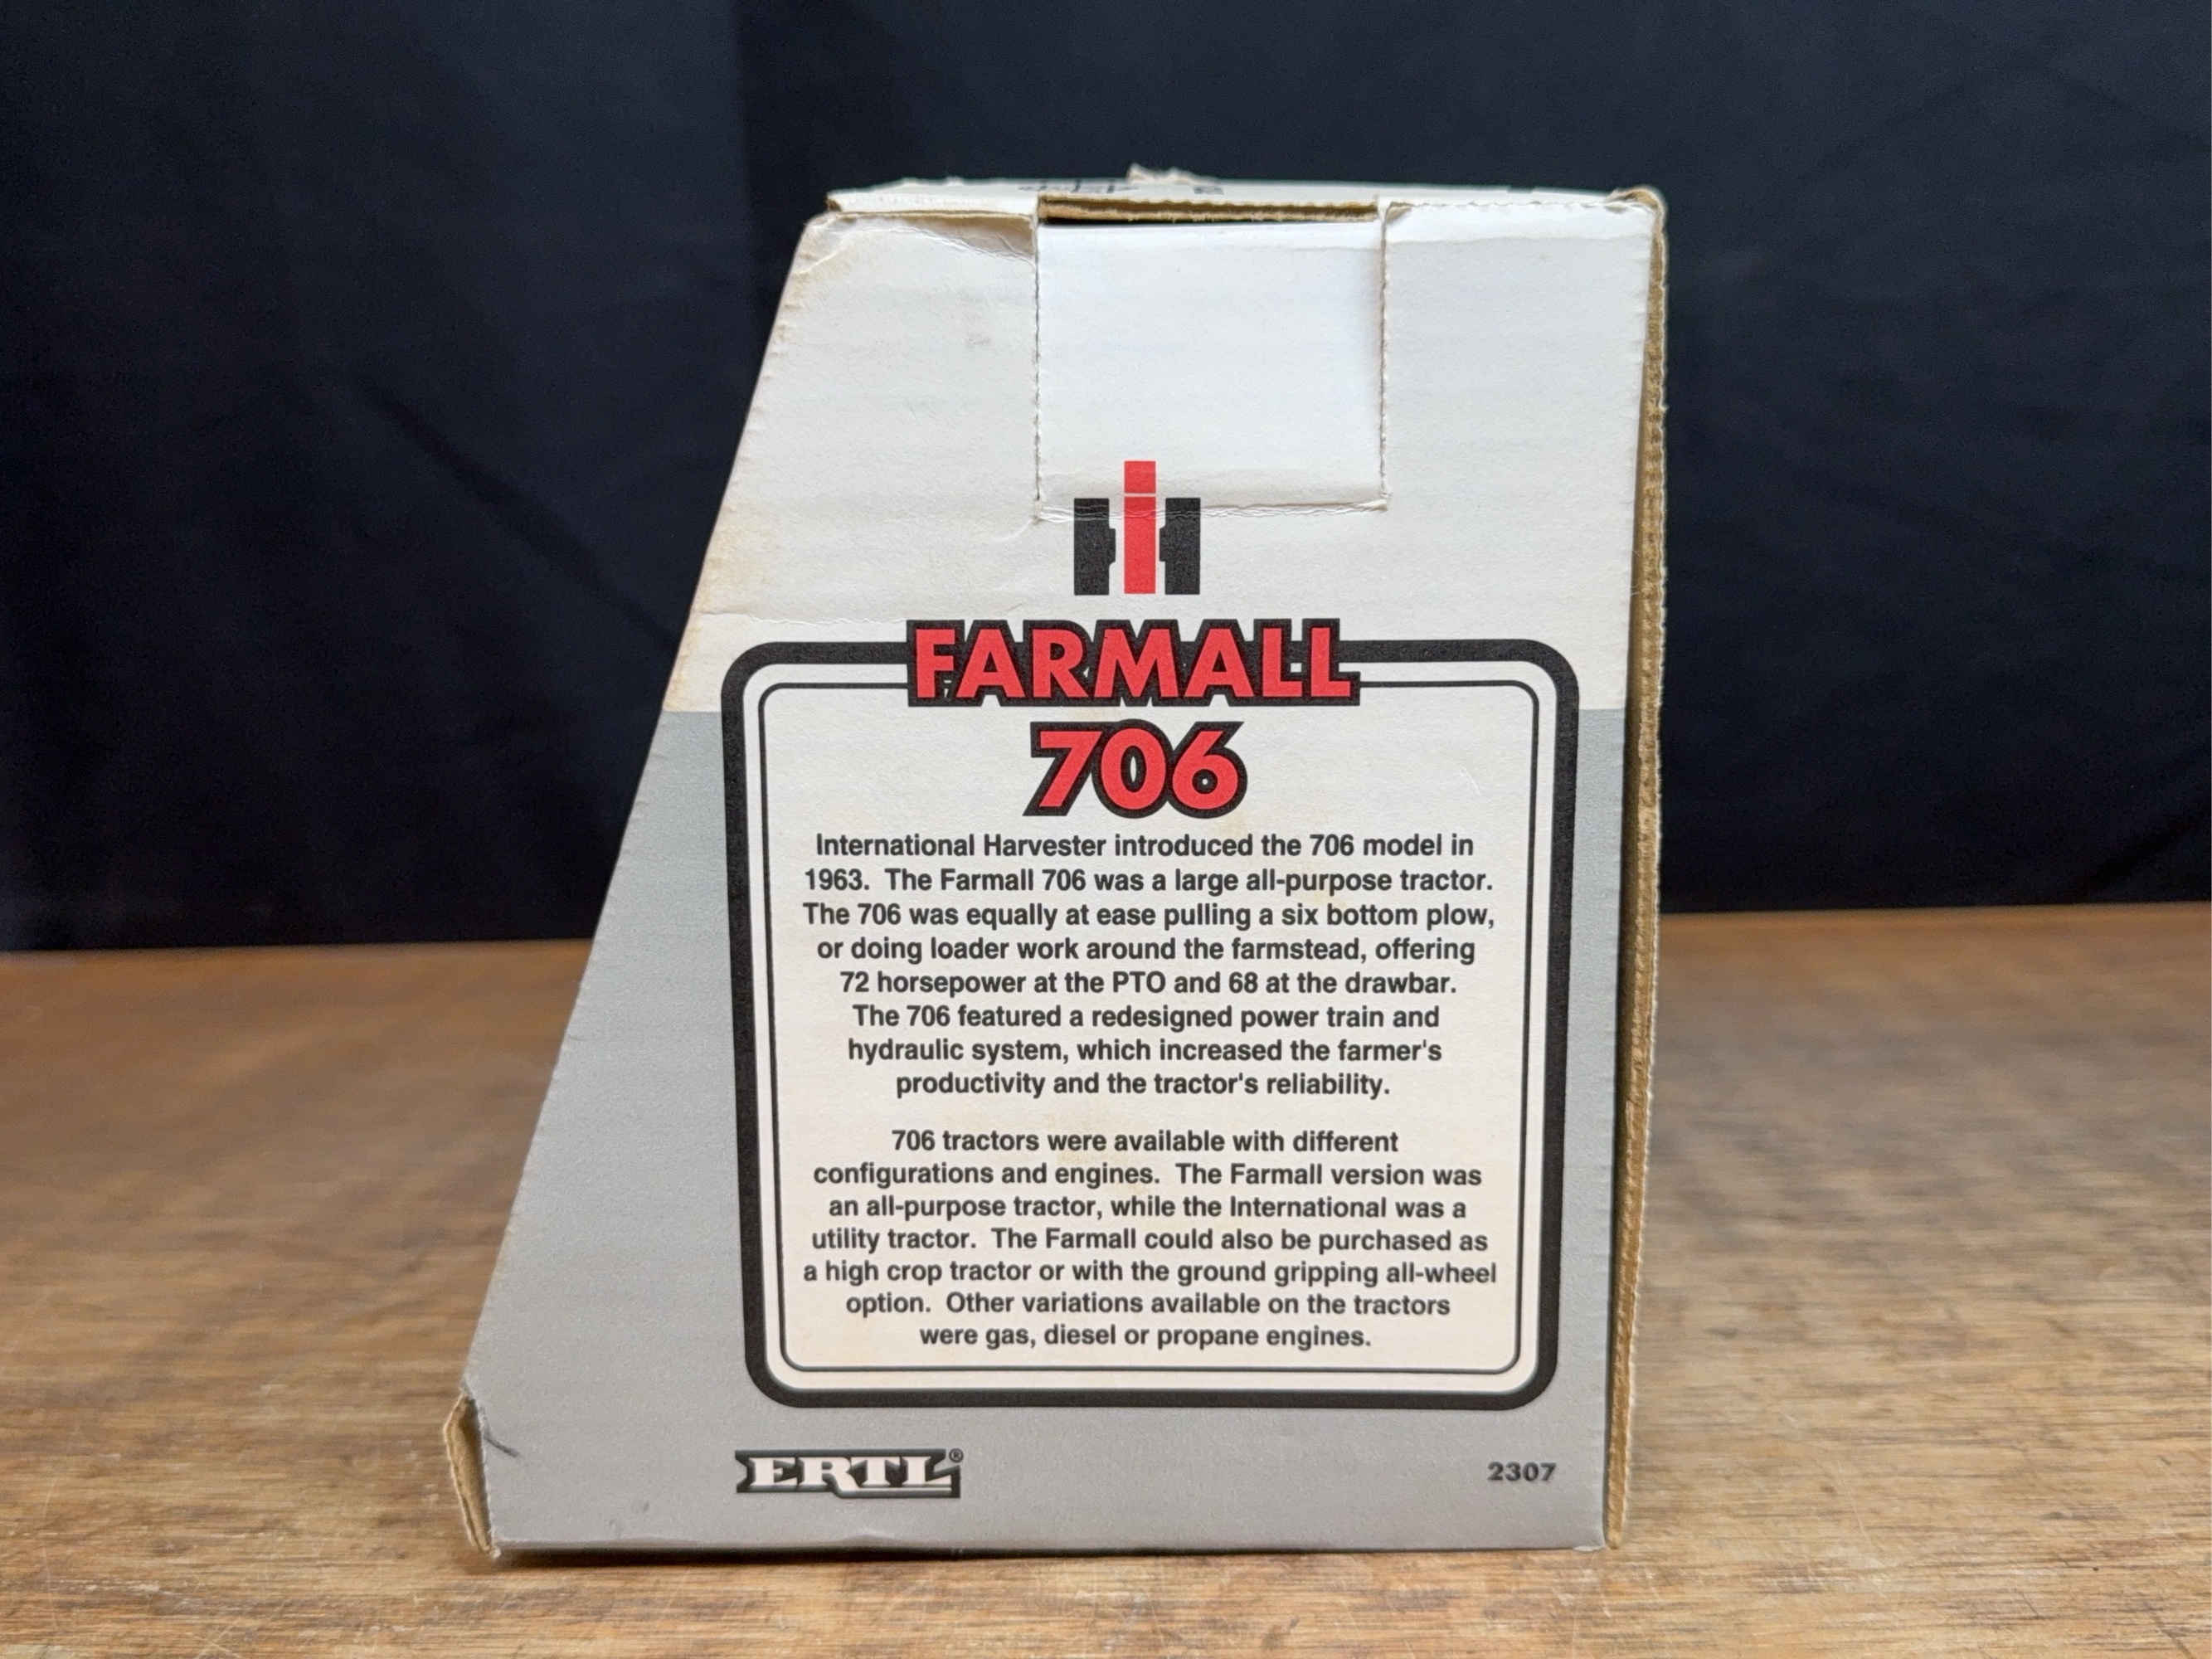 FARMALL
706
International Harvester introduced the 706 model in
1963. The Farmall 706 was a large all-purpose tractor.
The 706 was equally at ease pulling a six bottom plow,
or doing loader work around the farmstead, offering
72 horsepower at the PTO and 68 at the drawbar.
The 706 featured a redesigned power train and
hydraulic system, which increased the farmer's
productivity and the tractor's reliability.
706 tractors were available with different
configurations and engines. The Farmall version was
an all-purpose tractor, while the International was a
utility tractor. The Farmall could also be purchased as
a high crop tractor or with the ground gripping all-wheel
option. Other variations available on the tractors
were gas, diesel or propane engines.
ERTL®
2307